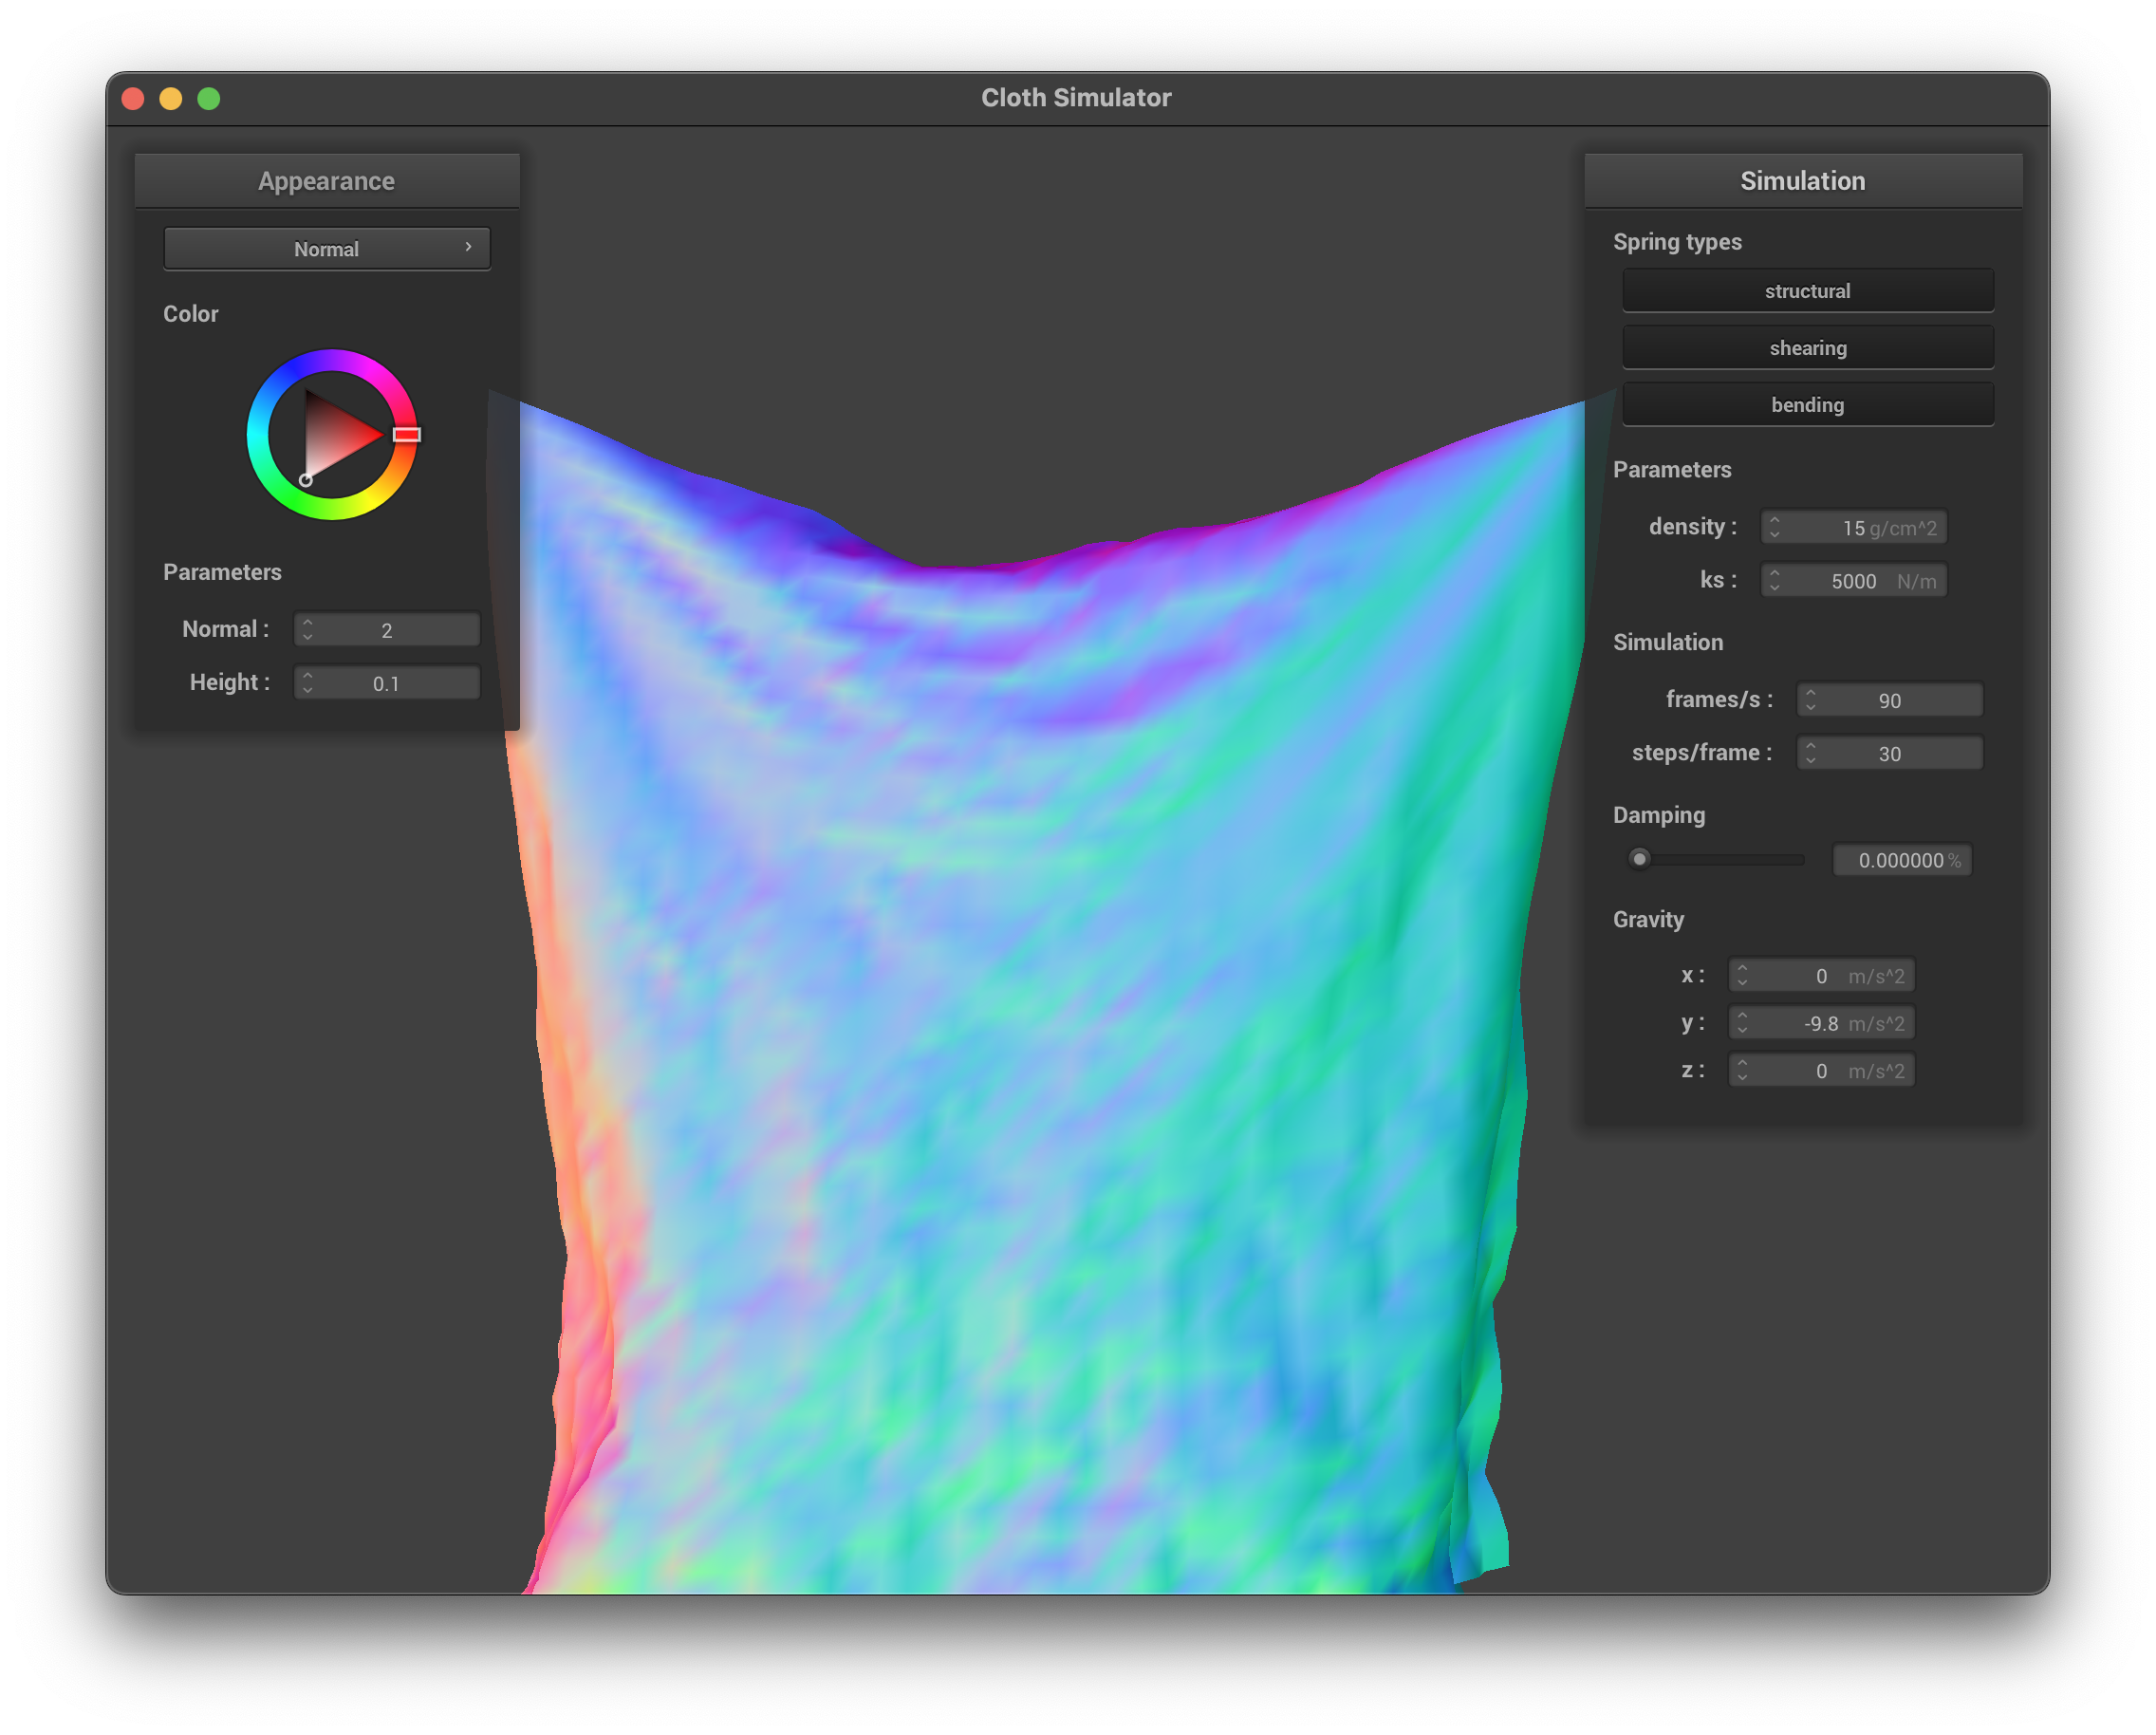 Cloth Simulator
Appearance
Normal
Color
Parameters
Normal : 2
Height : 0.1
Simulation
Spring types
structural
shearing
bending
Parameters
density : 15 g/cm^2
ks : 5000 N/m
Simulation
frames/s : 90
steps/frame : 30
Damping
0.000000 %
Gravity
x : 0 m/s^2
y : -9.8 m/s^2
z : 0 m/s^2